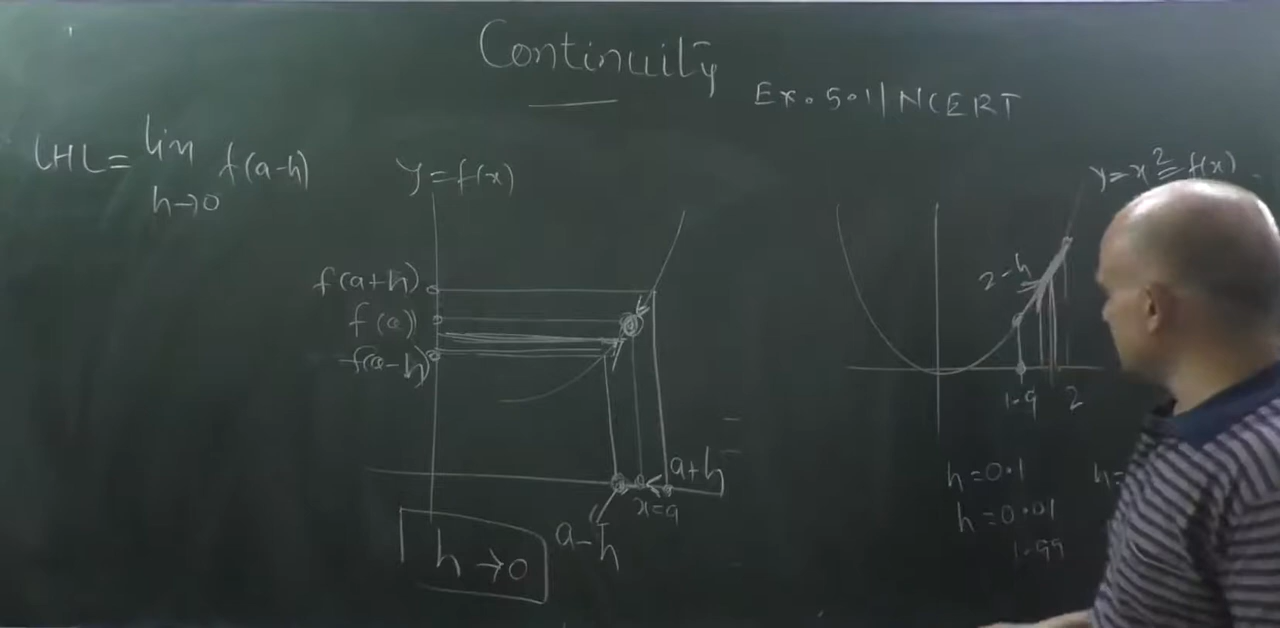 Continuity
Ex. 5.1/NCERT
LHL = lim f(a-h)
h→0
y=f(x)
f(a+h)
f(a)
f(a-h)
a+h
x=a
a-h
h→0
y=x²=f(x)
2-h
1.9 2
h=0.1
h=
h=0.01
1.99